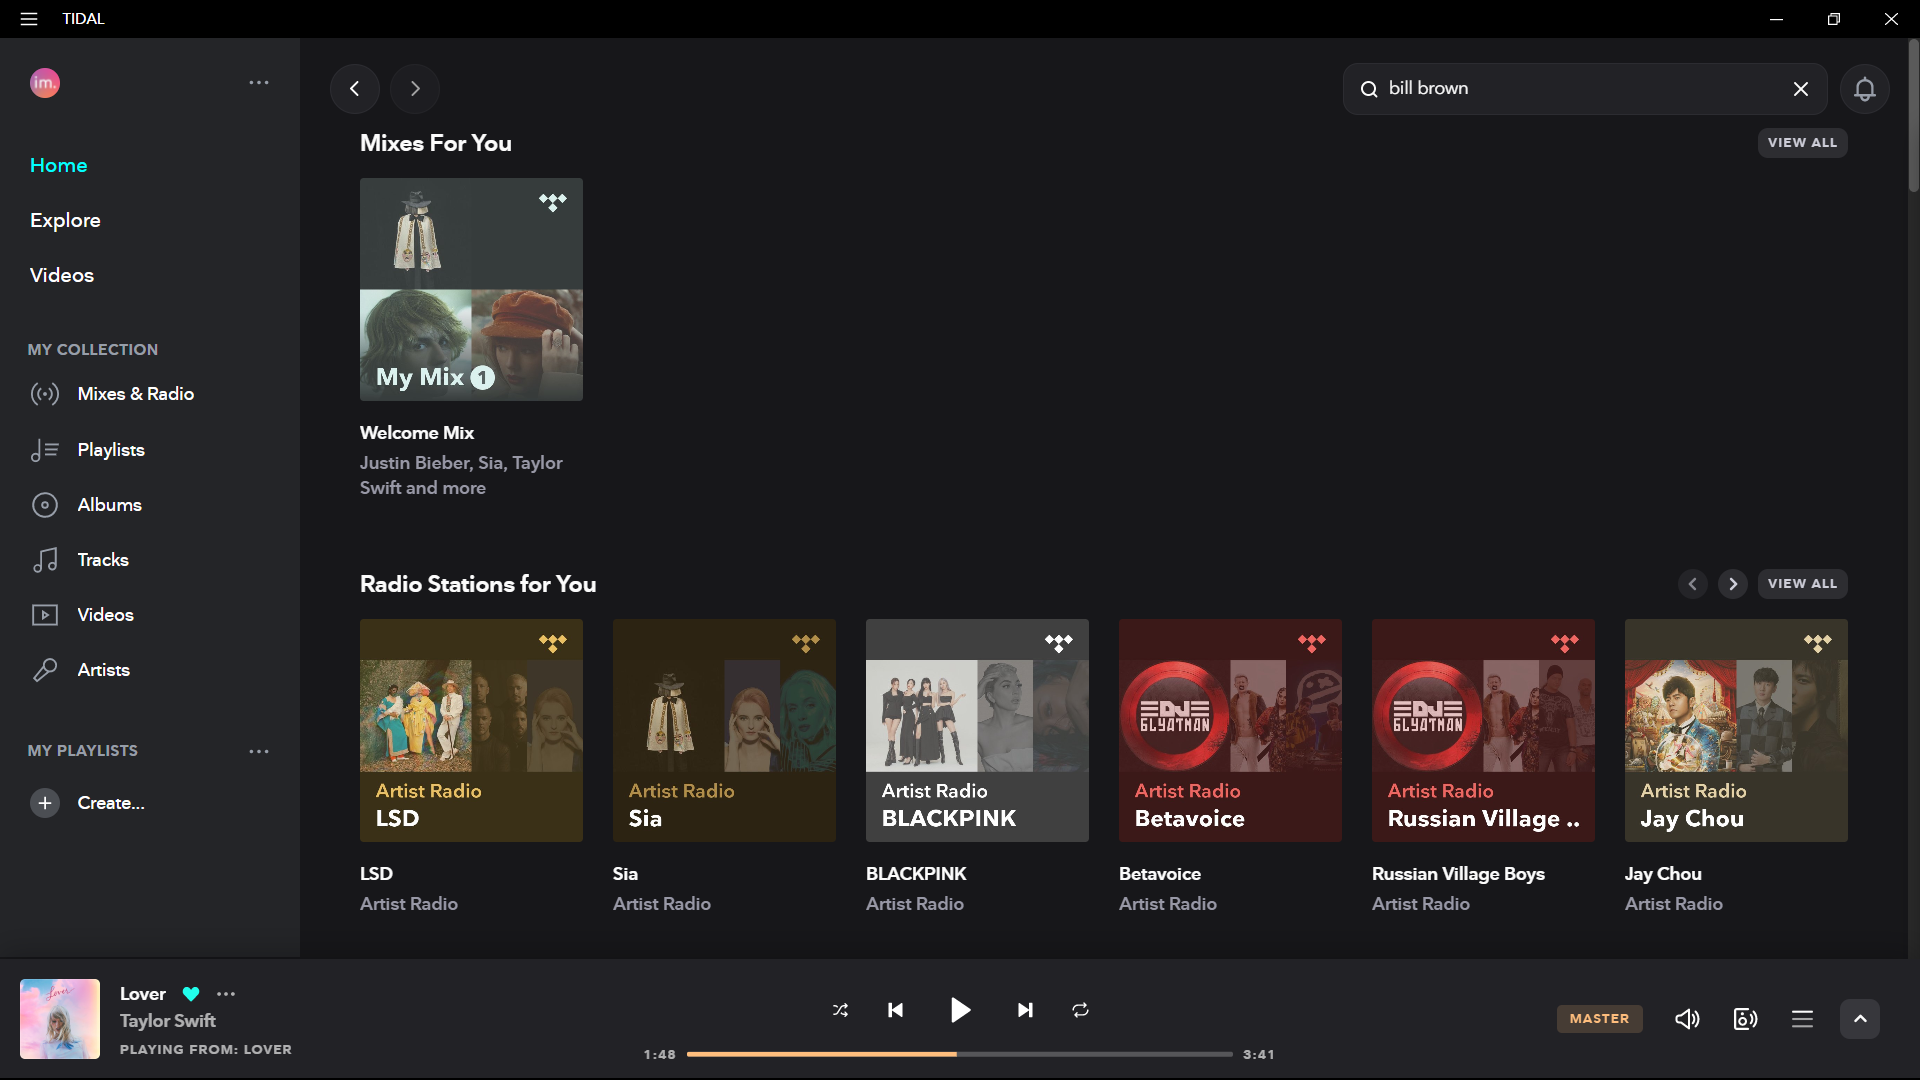 TIDAL
im.
bill brown
Home
Explore
Videos
MY COLLECTION
Mixes & Radio
Playlists
Albums
Tracks
Videos
Artists
MY PLAYLISTS
Create...
Mixes For You
VIEW ALL
My Mix 1
Welcome Mix
Justin Bieber, Sia, Taylor
Swift and more
Radio Stations for You
VIEW ALL
Artist Radio
LSD
LSD
Artist Radio
Artist Radio
Sia
Sia
Artist Radio
Artist Radio
BLACKPINK
BLACKPINK
Artist Radio
Artist Radio
Betavoice
Betavoice
Artist Radio
Artist Radio
Russian Village ..
Russian Village Boys
Artist Radio
Artist Radio
Jay Chou
Jay Chou
Artist Radio
Lover
Lover
Taylor Swift
PLAYING FROM: LOVER
1:48
3:41
MASTER